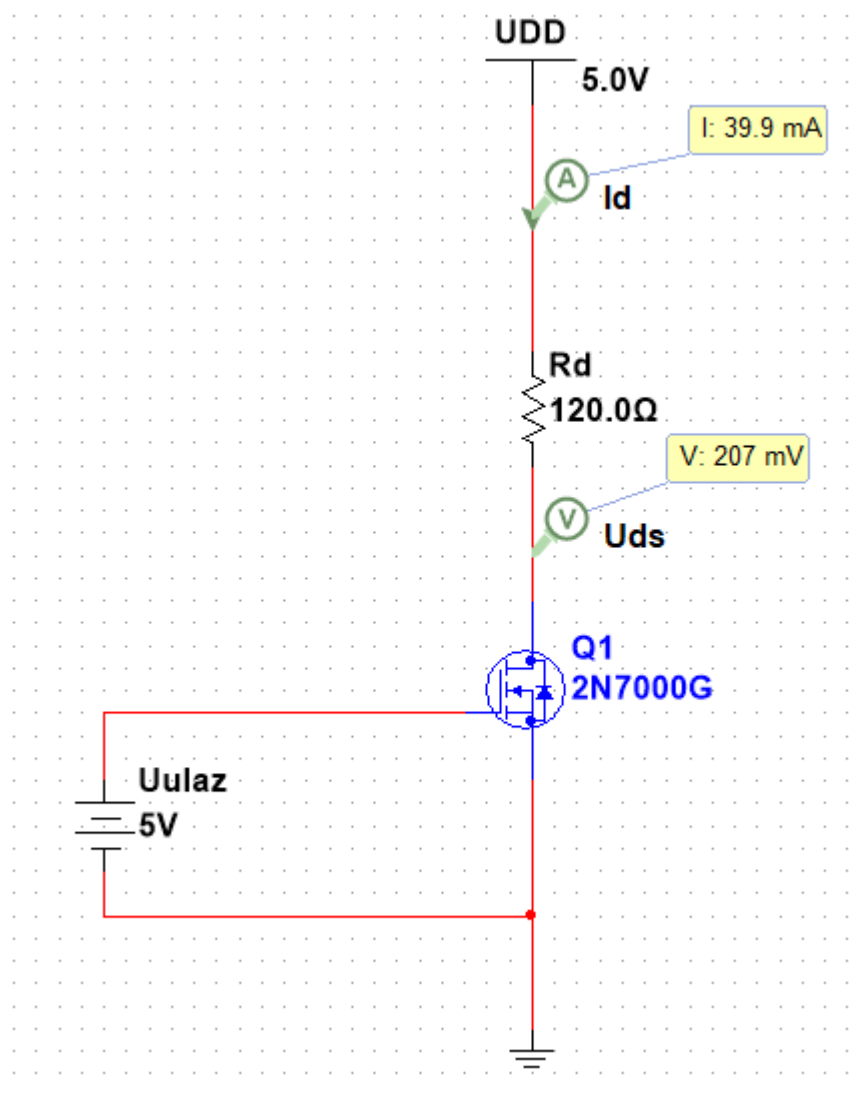 UDD
5.0V
I: 39.9 mA
A
Id
Rd
120.0Ω
V: 207 mV
V
Uds
Q1
2N7000G
Uulaz
5V